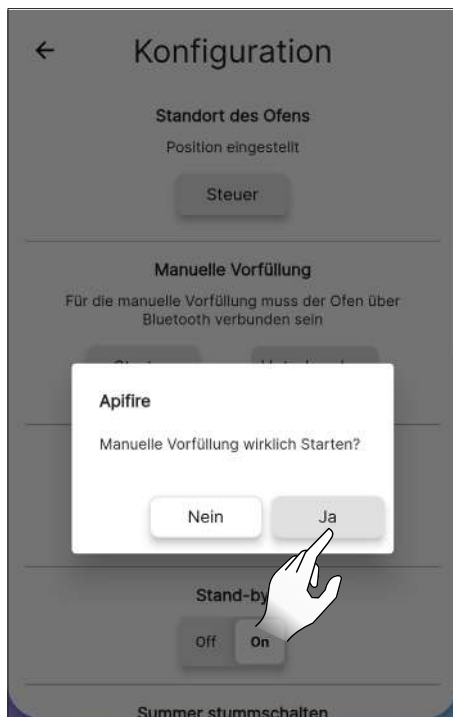 Konfiguration
Standort des Ofens
Position eingestellt
Steuer
Manuelle Vorfüllung
Für die manuelle Vorfüllung muss der Ofen über
Bluetooth verbunden sein
Apifire
Manuelle Vorfüllung wirklich Starten?
Nein
Ja
Stand-by
Off On
Summer stummschalten